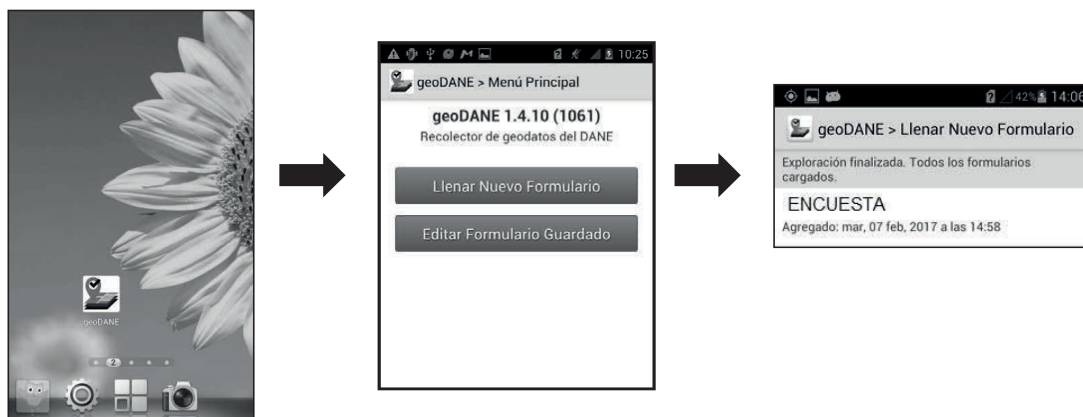 geoDANE
2
10:25
geoDANE > Menú Principal
geoDANE 1.4.10 (1061)
Recolector de geodatos del DANE
Llenar Nuevo Formulario
Editar Formulario Guardado
42% 14:06
geoDANE > Llenar Nuevo Formulario
Exploración finalizada. Todos los formularios
cargados.
ENCUESTA
Agregado: mar, 07 feb, 2017 a las 14:58